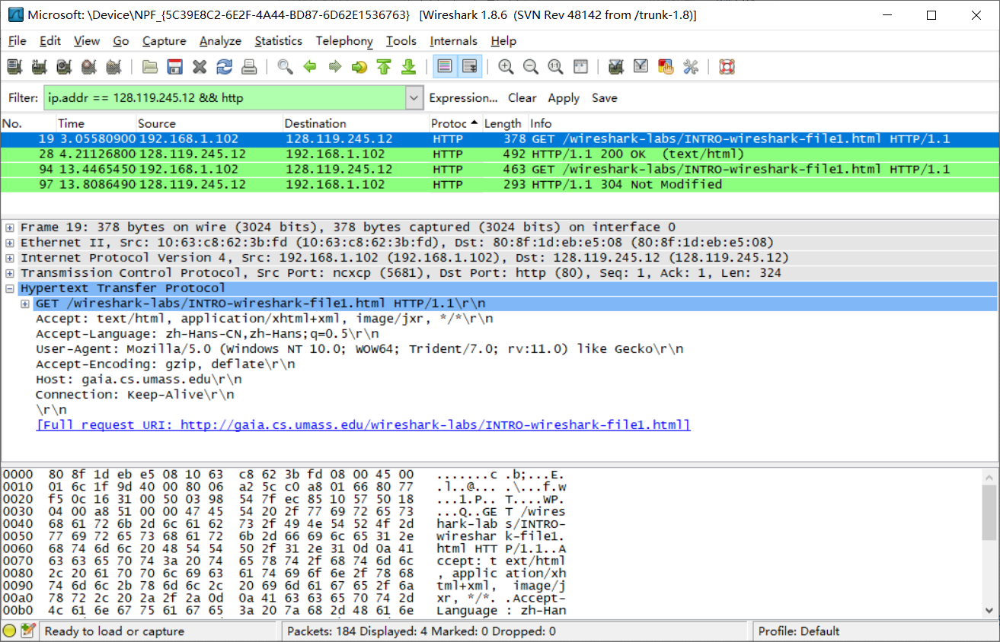 Microsoft: \Device\NPF_{5C39E8C2-6E2F-4A44-BD87-6D62E1536763} [Wireshark 1.8.6 (SVN Rev 48142 from /trunk-1.8)]
File Edit View Go Capture Analyze Statistics Telephony Tools Internals Help
Filter: ip.addr == 128.119.245.12 && http Expression... Clear Apply Save
No. Time Source Destination Protoc Length Info
19 3.05580900 192.168.1.102 128.119.245.12 HTTP 378 GET /wireshark-labs/INTRO-wireshark-file1.html HTTP/1.1
28 4.21126800 128.119.245.12 192.168.1.102 HTTP 492 HTTP/1.1 200 OK (text/html)
94 13.4465450 192.168.1.102 128.119.245.12 HTTP 463 GET /wireshark-labs/INTRO-wireshark-file1.html HTTP/1.1
97 13.8086490 128.119.245.12 192.168.1.102 HTTP 293 HTTP/1.1 304 Not Modified
Frame 19: 378 bytes on wire (3024 bits), 378 bytes captured (3024 bits) on interface 0
Ethernet II, Src: 10:63:c8:62:3b:fd (10:63:c8:62:3b:fd), Dst: 80:8f:1d:eb:e5:08 (80:8f:1d:eb:e5:08)
Internet Protocol Version 4, Src: 192.168.1.102 (192.168.1.102), Dst: 128.119.245.12 (128.119.245.12)
Transmission Control Protocol, Src Port: ncxcp (5681), Dst Port: http (80), Seq: 1, Ack: 1, Len: 324
Hypertext Transfer Protocol
GET /wireshark-labs/INTRO-wireshark-file1.html HTTP/1.1\r\n
Accept: text/html, application/xhtml+xml, image/jxr, */*\r\n
Accept-Language: zh-Hans-CN,zh-Hans;q=0.5\r\n
User-Agent: Mozilla/5.0 (Windows NT 10.0; WOW64; Trident/7.0; rv:11.0) like Gecko\r\n
Accept-Encoding: gzip, deflate\r\n
Host: gaia.cs.umass.edu\r\n
Connection: Keep-Alive\r\n
\r\n
[Full request URI: http://gaia.cs.umass.edu/wireshark-labs/INTRO-wireshark-file1.html]
0000 80 8f 1d eb e5 08 10 63 c8 62 3b fd 08 00 45 00 .......c .b;...E.
0010 01 6c 1f 9d 40 00 80 06 a2 5c c0 a8 01 66 80 77 .l..@... .\...f.w
0020 f5 0c 16 31 00 50 03 98 54 7f ec 85 10 57 50 18 ...1.P.. T....WP.
0030 04 00 a8 51 00 00 47 45 54 20 2f 77 69 72 65 73 ...Q..GE T /wires
0040 68 61 72 6b 2d 6c 61 62 73 2f 49 4e 54 52 4f 2d hark-lab s/INTRO-
0050 77 69 72 65 73 68 61 72 6b 2d 66 69 6c 65 31 2e wireshar k-file1.
0060 68 74 6d 6c 20 48 54 54 50 2f 31 2e 31 0d 0a 41 html HTT P/1.1..A
0070 63 63 65 70 74 3a 20 74 65 78 74 2f 68 74 6d 6c ccept: t ext/html
0080 2c 20 61 70 70 6c 69 63 61 74 69 6f 6e 2f 78 68 , applic ation/xh
0090 74 6d 6c 2b 78 6d 6c 2c 20 69 6d 61 67 65 2f 6a tml+xml, image/j
00a0 78 72 2c 20 2a 2f 2a 0d 0a 41 63 63 65 70 74 2d xr, */*. .Accept-
00b0 4c 61 6e 67 75 61 67 65 3a 20 7a 68 2d 48 61 6e Language : zh-Han
Ready to load or capture Packets: 184 Displayed: 4 Marked: 0 Dropped: 0 Profile: Default